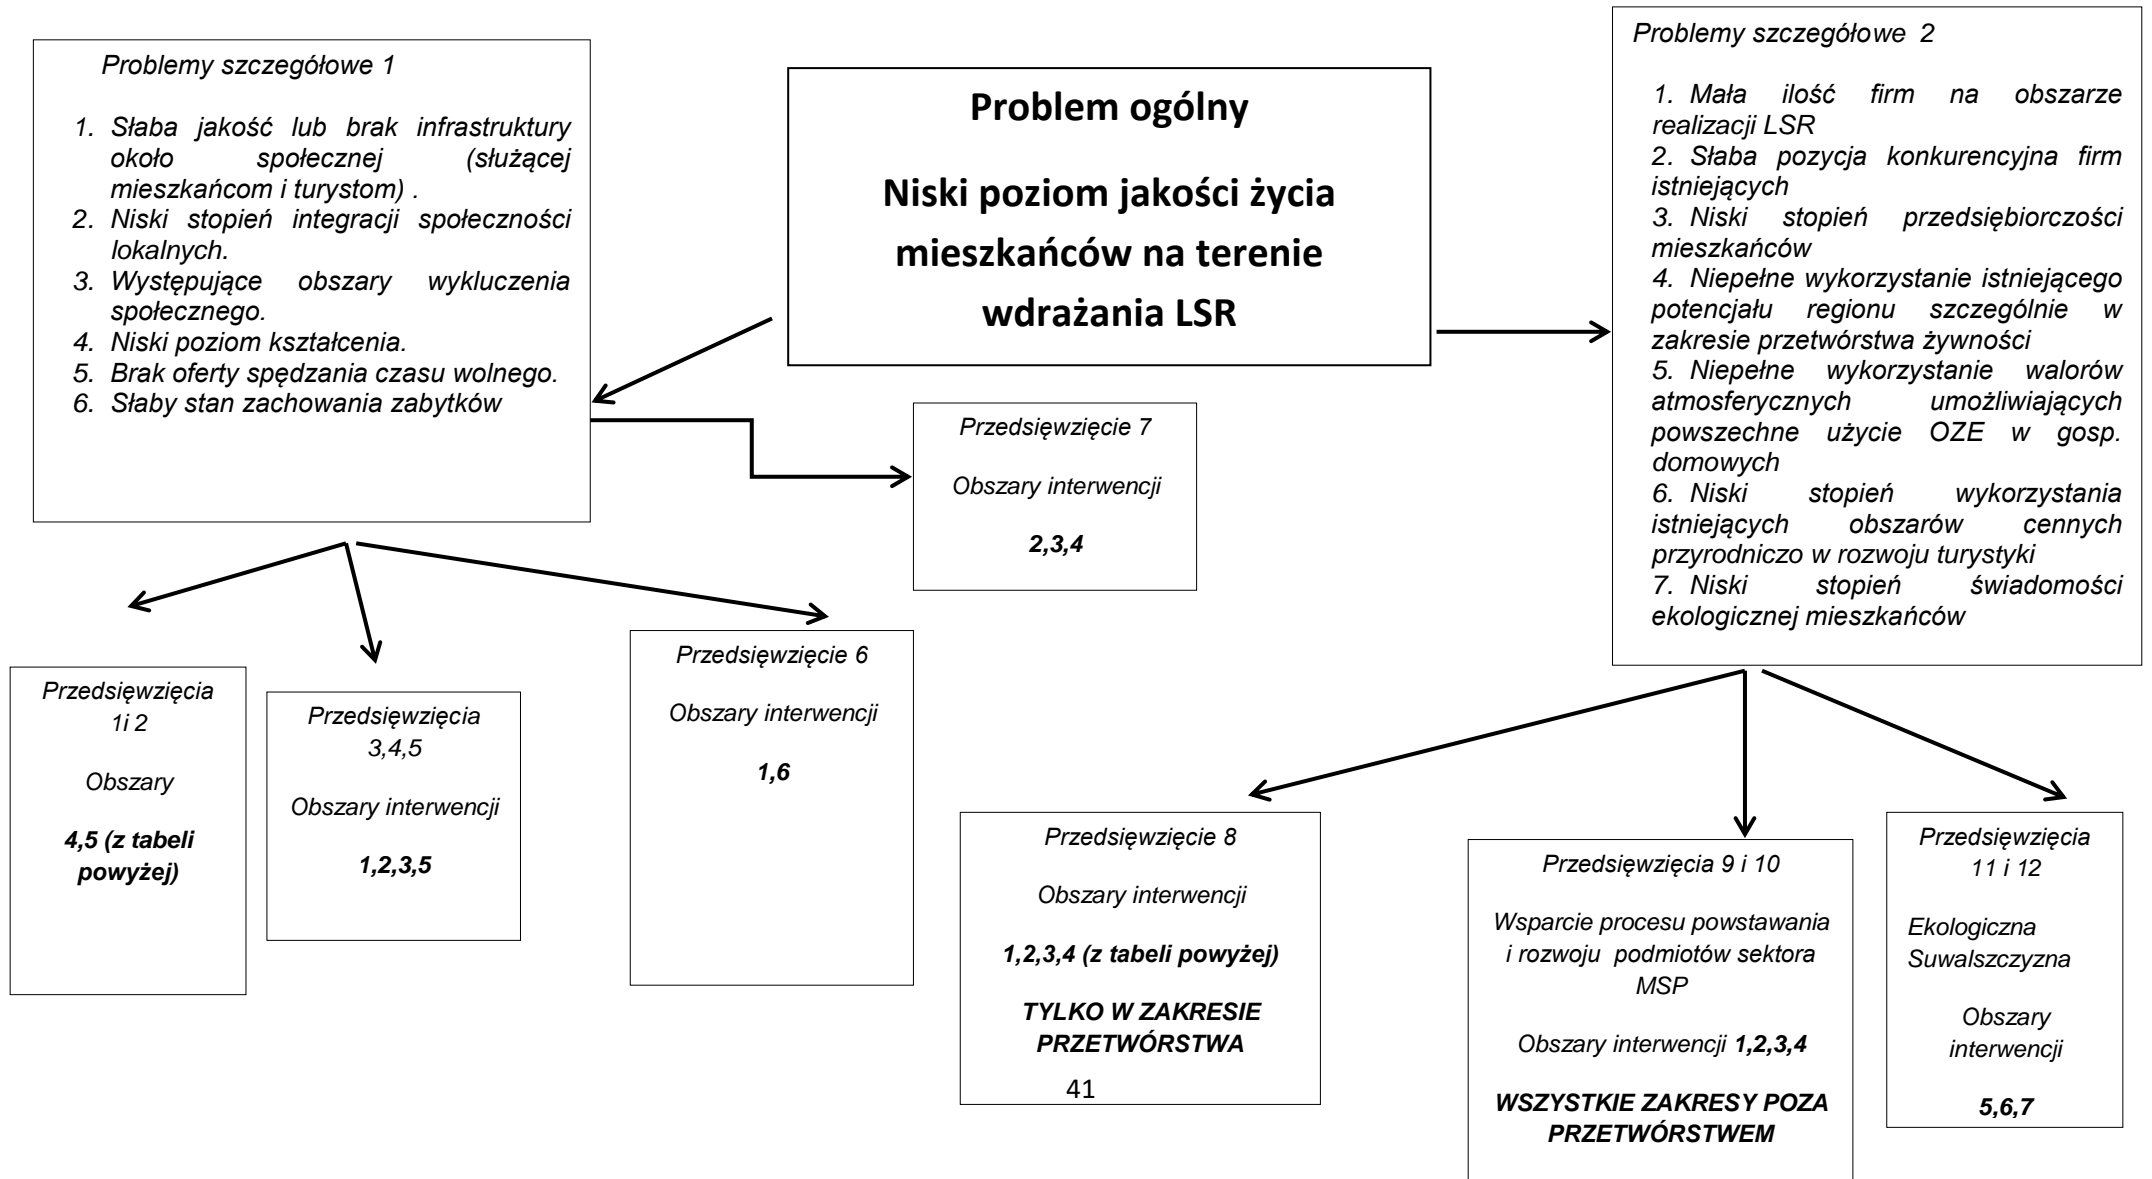 Problemy szczegółowe 1
1. Słaba jakość lub brak infrastruktury
około społecznej (służącej
mieszkańcom i turystom) .
2. Niski stopień integracji społeczności
lokalnych.
3. Występujące obszary wykluczenia
społecznego.
4. Niski poziom kształcenia.
5. Brak oferty spędzania czasu wolnego.
6. Słaby stan zachowania zabytków
Problem ogólny
Niski poziom jakości życia
mieszkańców na terenie
wdrażania LSR
Problemy szczegółowe 2
1. Mała ilość firm na obszarze
realizacji LSR
2. Słaba pozycja konkurencyjna firm
istniejących
3. Niski stopień przedsiębiorczości
mieszkańców
4. Niepełne wykorzystanie istniejącego
potencjału regionu szczególnie w
zakresie przetwórstwa żywności
5. Niepełne wykorzystanie walorów
atmosferycznych umożliwiających
powszechne użycie OZE w gosp.
domowych
6. Niski stopień wykorzystania
istniejących obszarów cennych
przyrodniczo w rozwoju turystyki
7. Niski stopień świadomości
ekologicznej mieszkańców
Przedsięwzięcie 7
Obszary interwencji
2,3,4
Przedsięwzięcia
1i 2
Obszary
4,5 (z tabeli
powyżej)
Przedsięwzięcia
3,4,5
Obszary interwencji
1,2,3,5
Przedsięwzięcie 6
Obszary interwencji
1,6
Przedsięwzięcie 8
Obszary interwencji
1,2,3,4 (z tabeli powyżej)
TYLKO W ZAKRESIE
PRZETWÓRSTWA
41
Przedsięwzięcia 9 i 10
Wsparcie procesu powstawania
i rozwoju podmiotów sektora
MSP
Obszary interwencji 1,2,3,4
WSZYSTKIE ZAKRESY POZA
PRZETWÓRSTWEM
Przedsięwzięcia
11 i 12
Ekologiczna
Suwalszczyzna
Obszary
interwencji
5,6,7